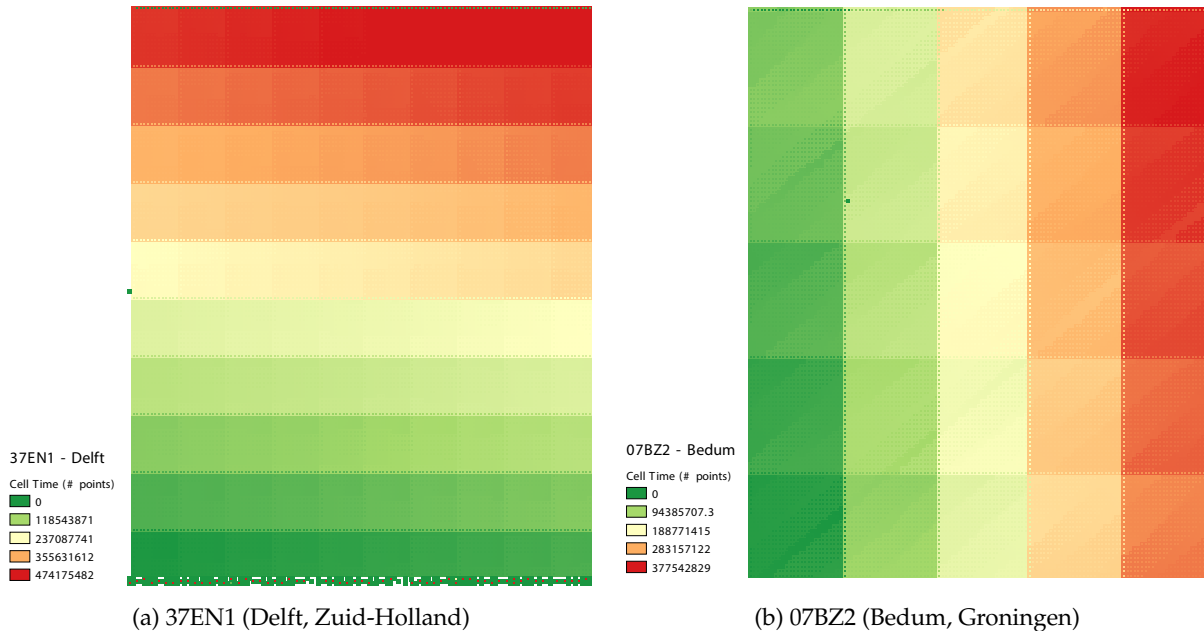 37EN1 - Delft
Cell Time (# points)
0
118543871
237087741
355631612
474175482
(a) 37EN1 (Delft, Zuid-Holland)
07BZ2 - Bedum
Cell Time (# points)
0
94385707.3
188771415
283157122
377542829
(b) 07BZ2 (Bedum, Groningen)